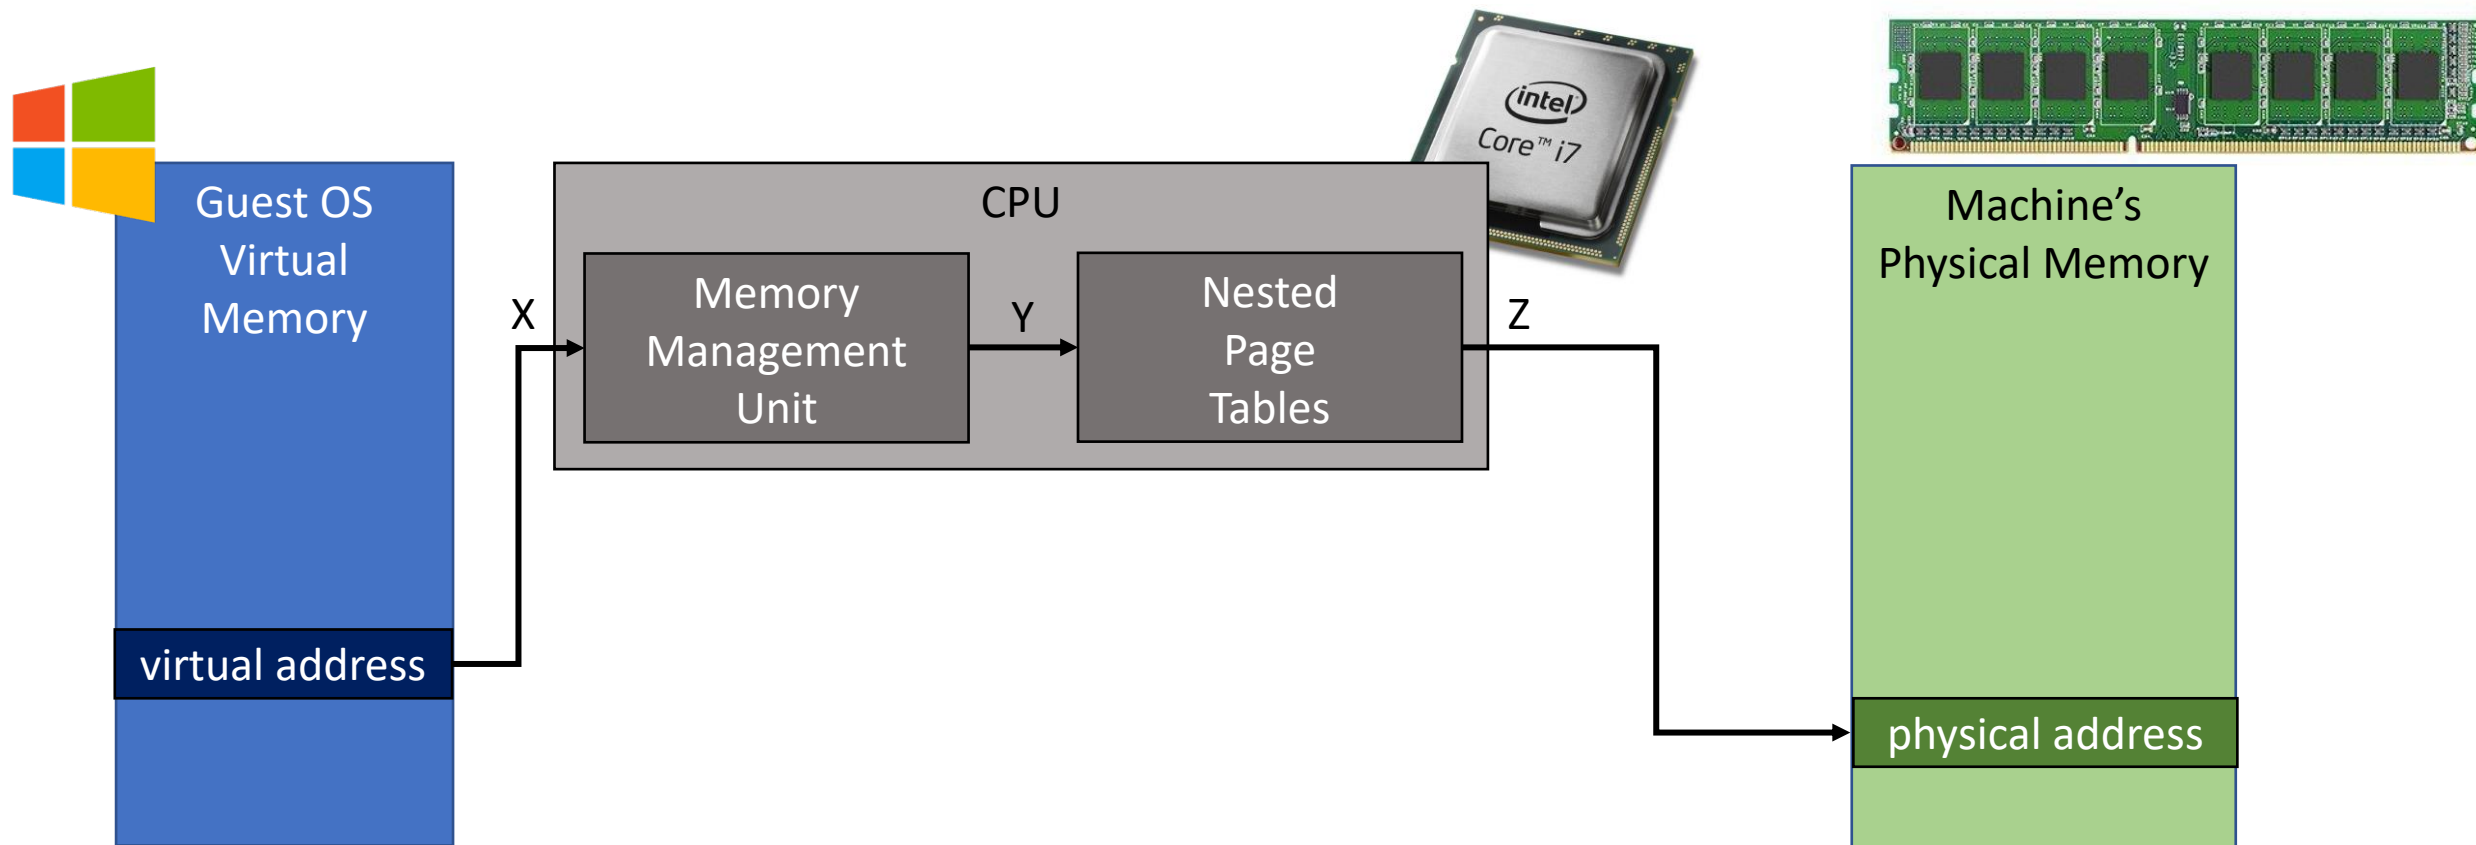 Guest OS
Virtual
Memory
virtual address
X
CPU
Memory
Management
Unit
Y
Nested
Page
Tables
Z
intel
Core™ i7
Machine's
Physical Memory
physical address